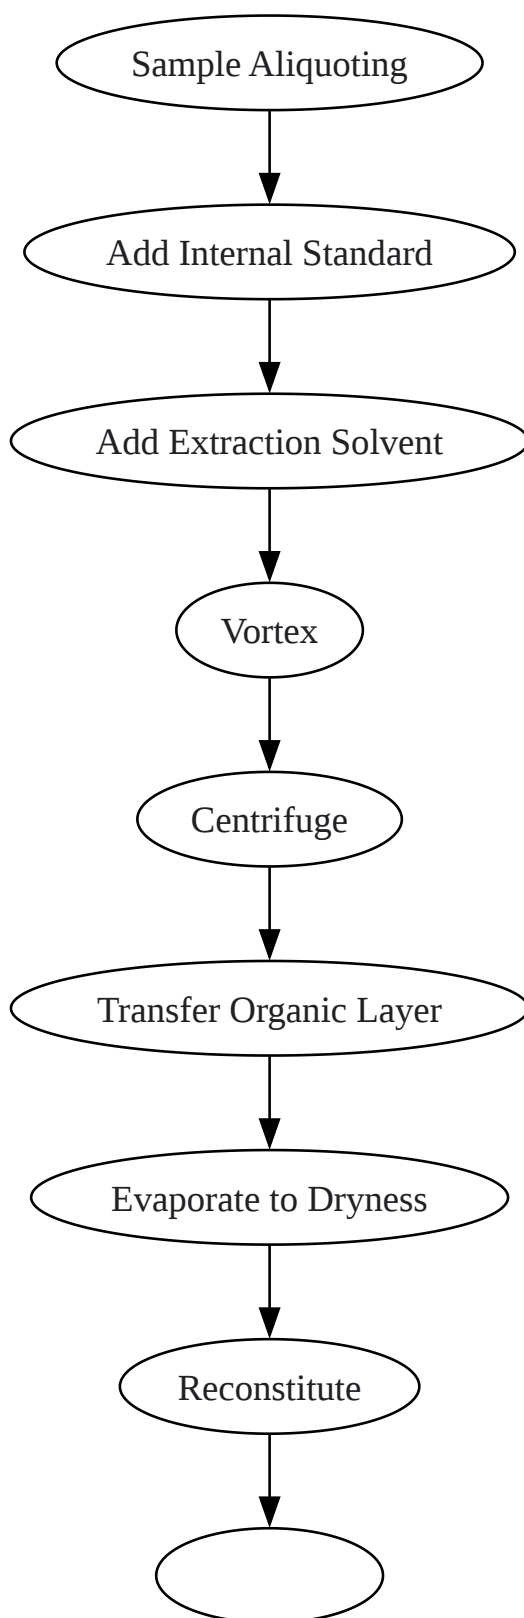 Sample Aliquoting
Add Internal Standard
Add Extraction Solvent
Vortex
Centrifuge
Transfer Organic Layer
Evaporate to Dryness
Reconstitute